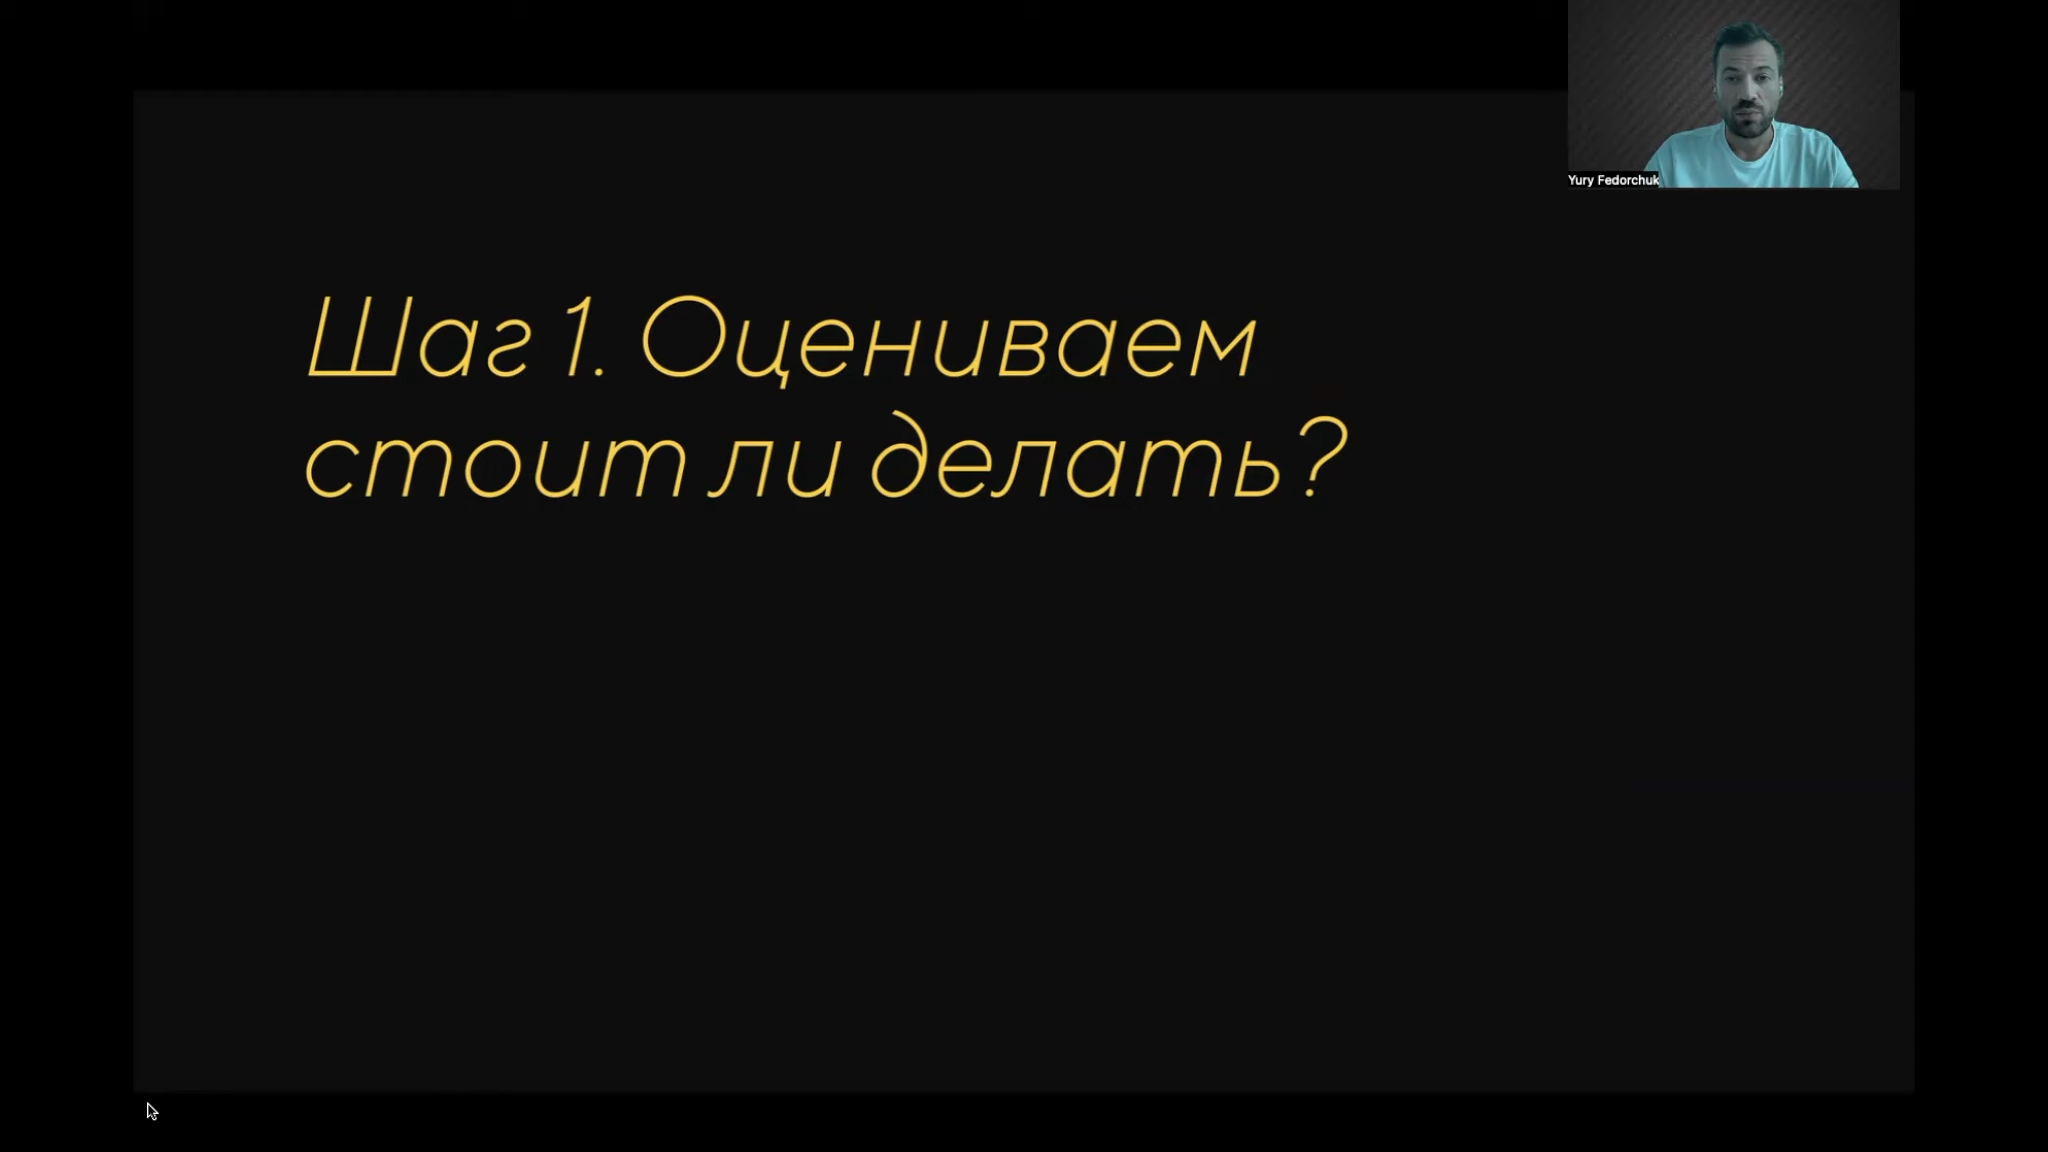 Yury Fedorchuk
Шаг 1. Оцениваем
стоит ли делать?